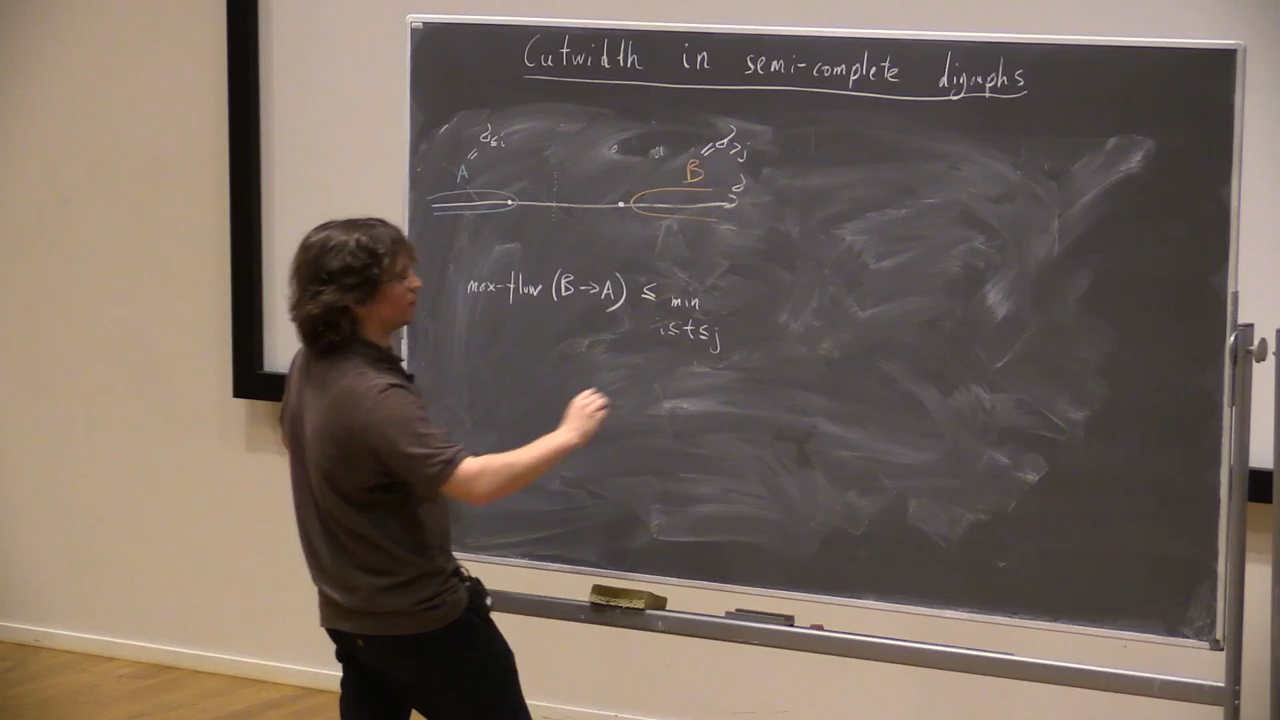 Cutwidth in semi-complete digraphs
A
B
max-flow (B→A) ≤ min
i≤t≤j